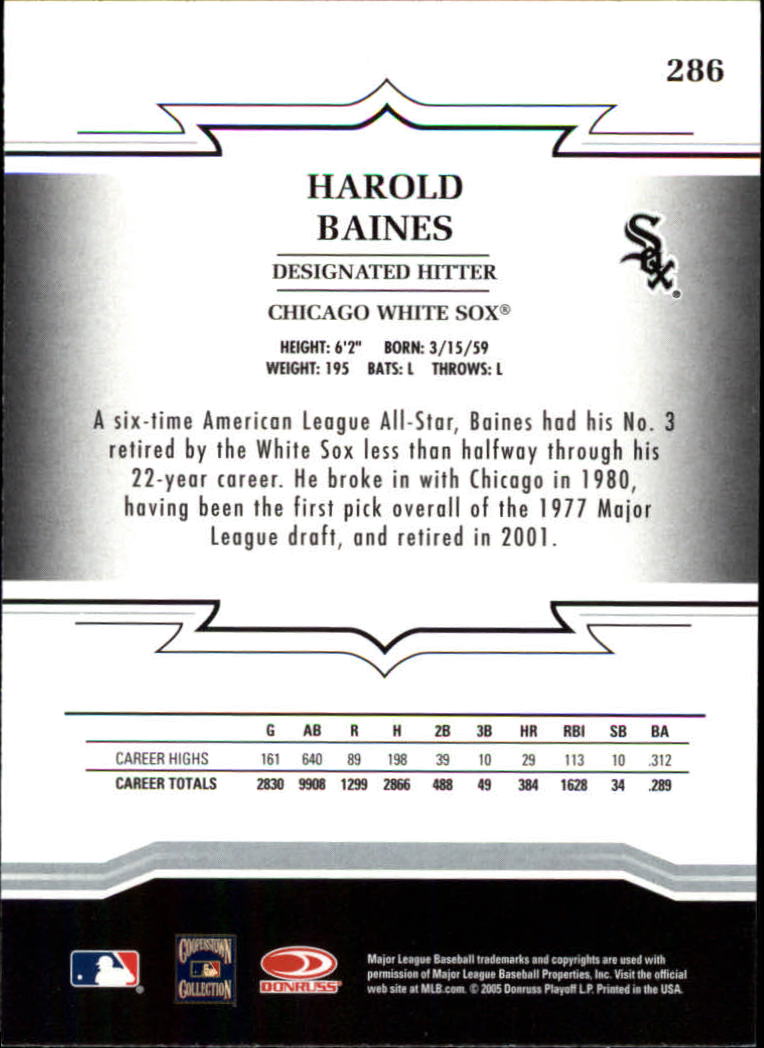 286
HAROLD
BAINES
DESIGNATED HITTER
CHICAGO WHITE SOX®
Sox®
HEIGHT: 6'2" BORN: 3/15/59
WEIGHT: 195 BATS: L THROWS: L
A six-time American League All-Star, Baines had his No. 3
retired by the White Sox less than halfway through his
22-year career. He broke in with Chicago in 1980,
having been the first pick overall of the 1977 Major
League draft, and retired in 2001.
G AB R H 2B 3B HR RBI SB BA
CAREER HIGHS 161 640 89 198 39 10 29 113 10 .312
CAREER TOTALS 2830 9908 1299 2866 488 49 384 1628 34 .289
COOPERSTOWN
COLLECTION
DONRUSS®
Major League Baseball trademarks and copyrights are used with
permission of Major League Baseball Properties, Inc. Visit the official
web site at MLB.com. © 2005 Donruss Playoff L.P. Printed in the USA.